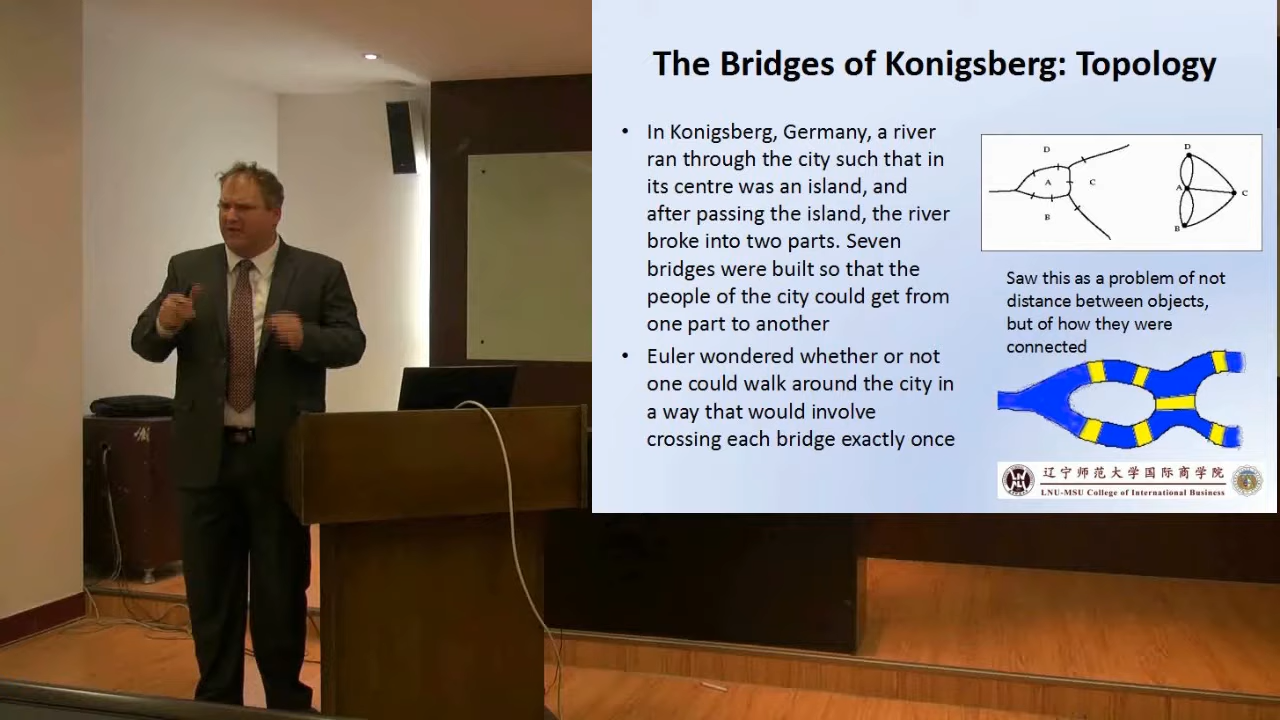 The Bridges of Konigsberg: Topology
• In Konigsberg, Germany, a river
ran through the city such that in
its centre was an island, and
after passing the island, the river
broke into two parts. Seven
bridges were built so that the
people of the city could get from
one part to another
• Euler wondered whether or not
one could walk around the city in
a way that would involve
crossing each bridge exactly once
D
A
C
B
D
A
C
B
Saw this as a problem of not
distance between objects,
but of how they were
connected
辽宁师范大学国际商学院
LNU-MSU College of International Business